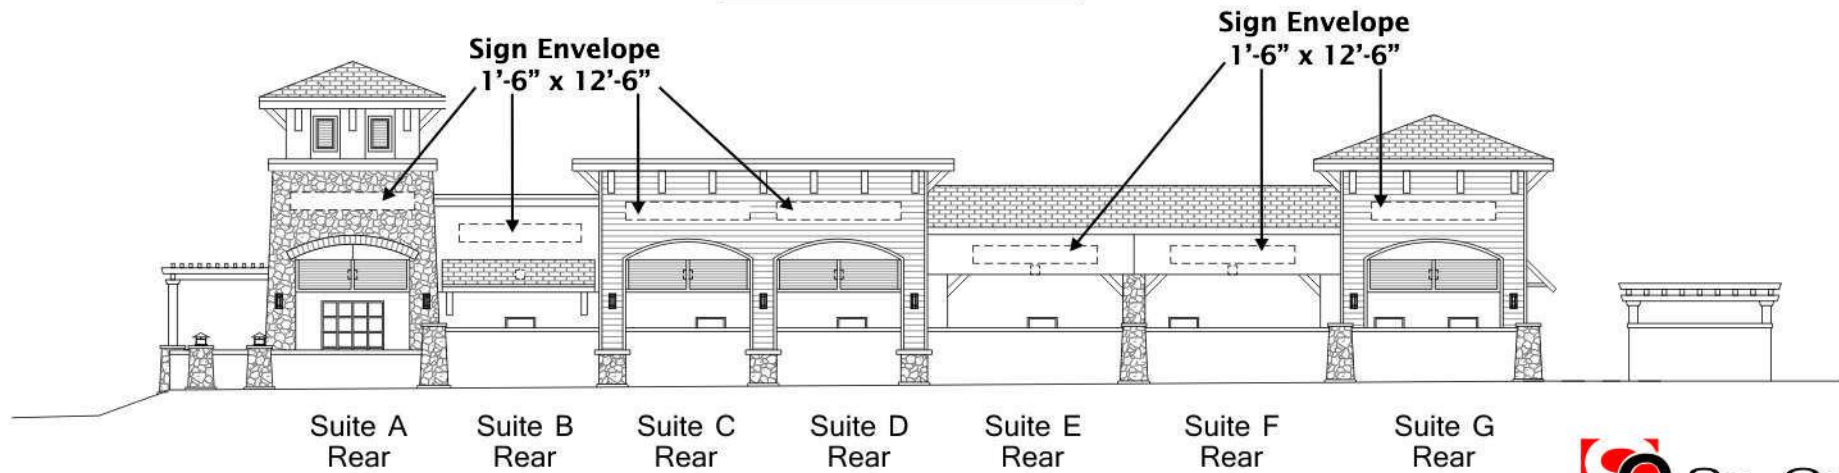 Sign Envelope
1'-6” x 12'-6”
Sign Envelope
1'-6” x 12'-6”
Suite A
Rear
Suite B
Rear
Suite C
Rear
Suite D
Rear
Suite E
Rear
Suite F
Rear
Suite G
Rear